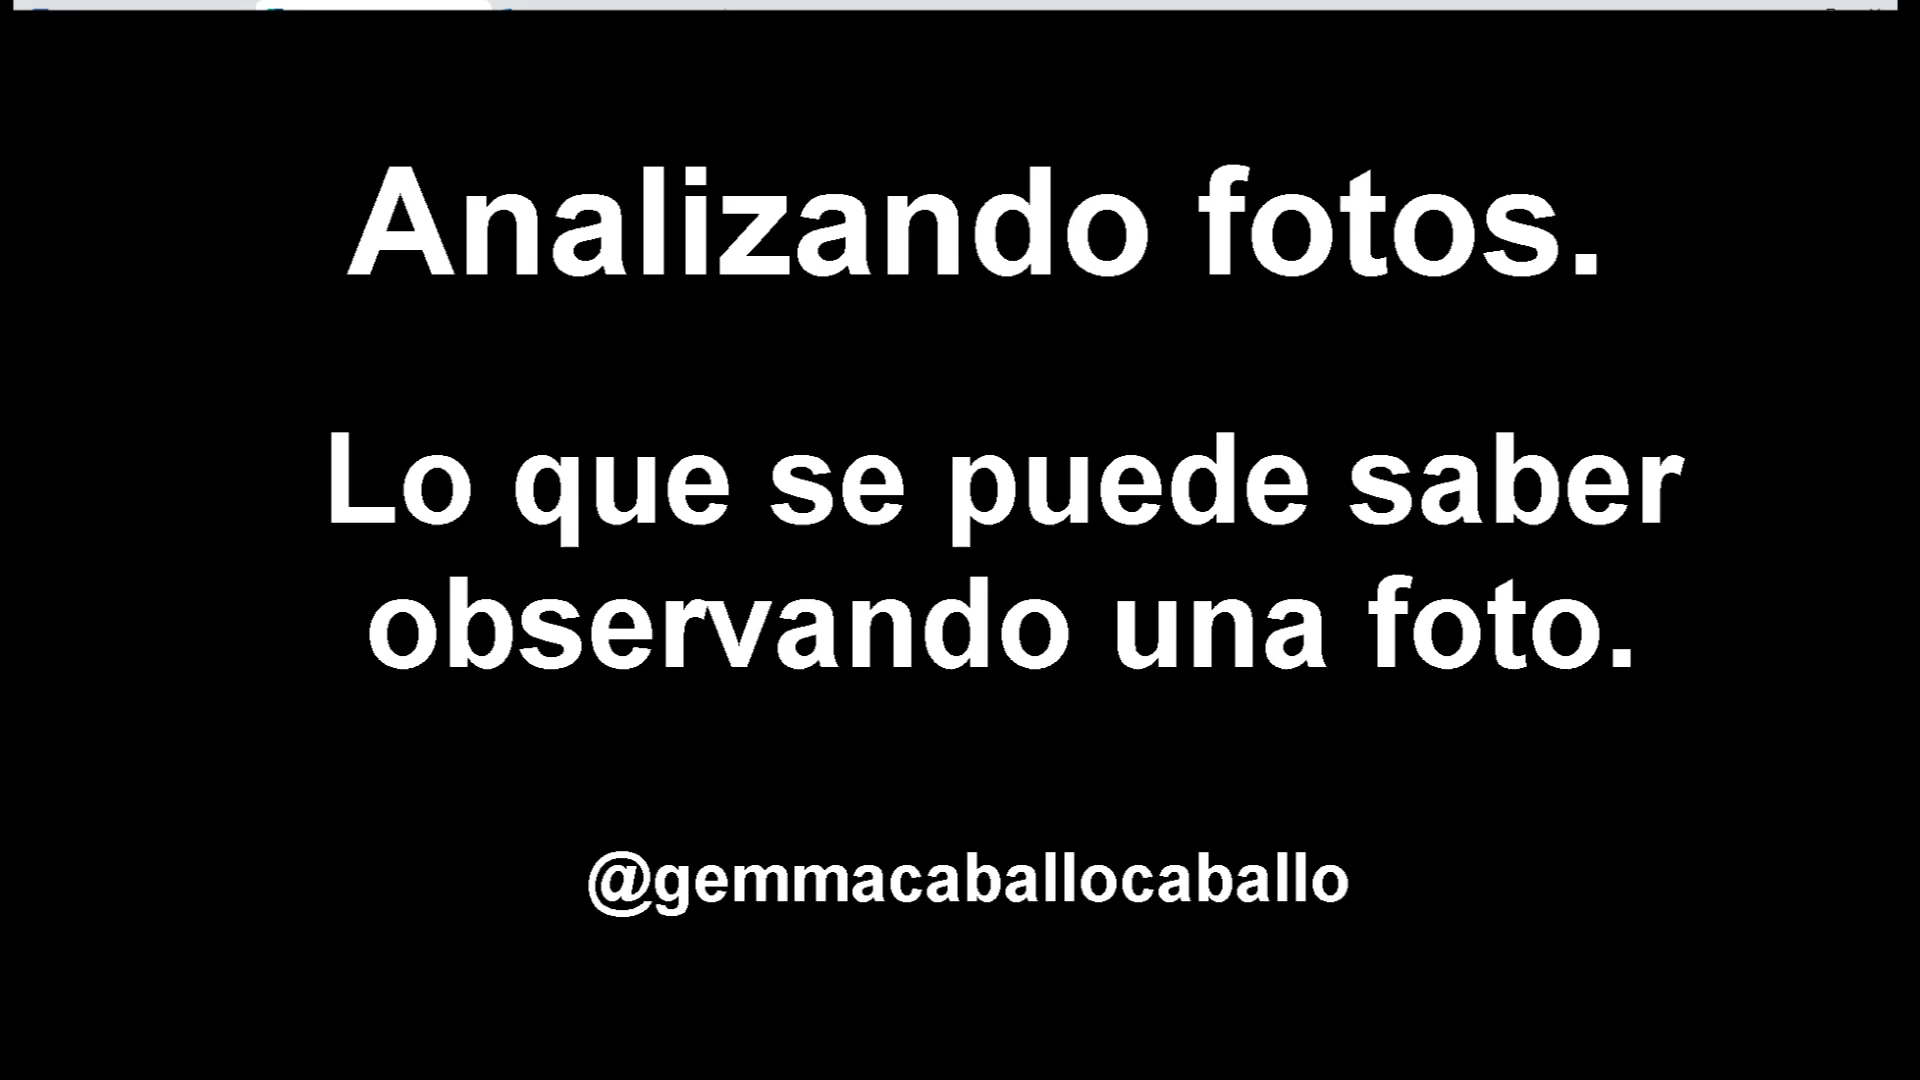 Analizando fotos.
Lo que se puede saber
observando una foto.
@gemmacaballocaballo